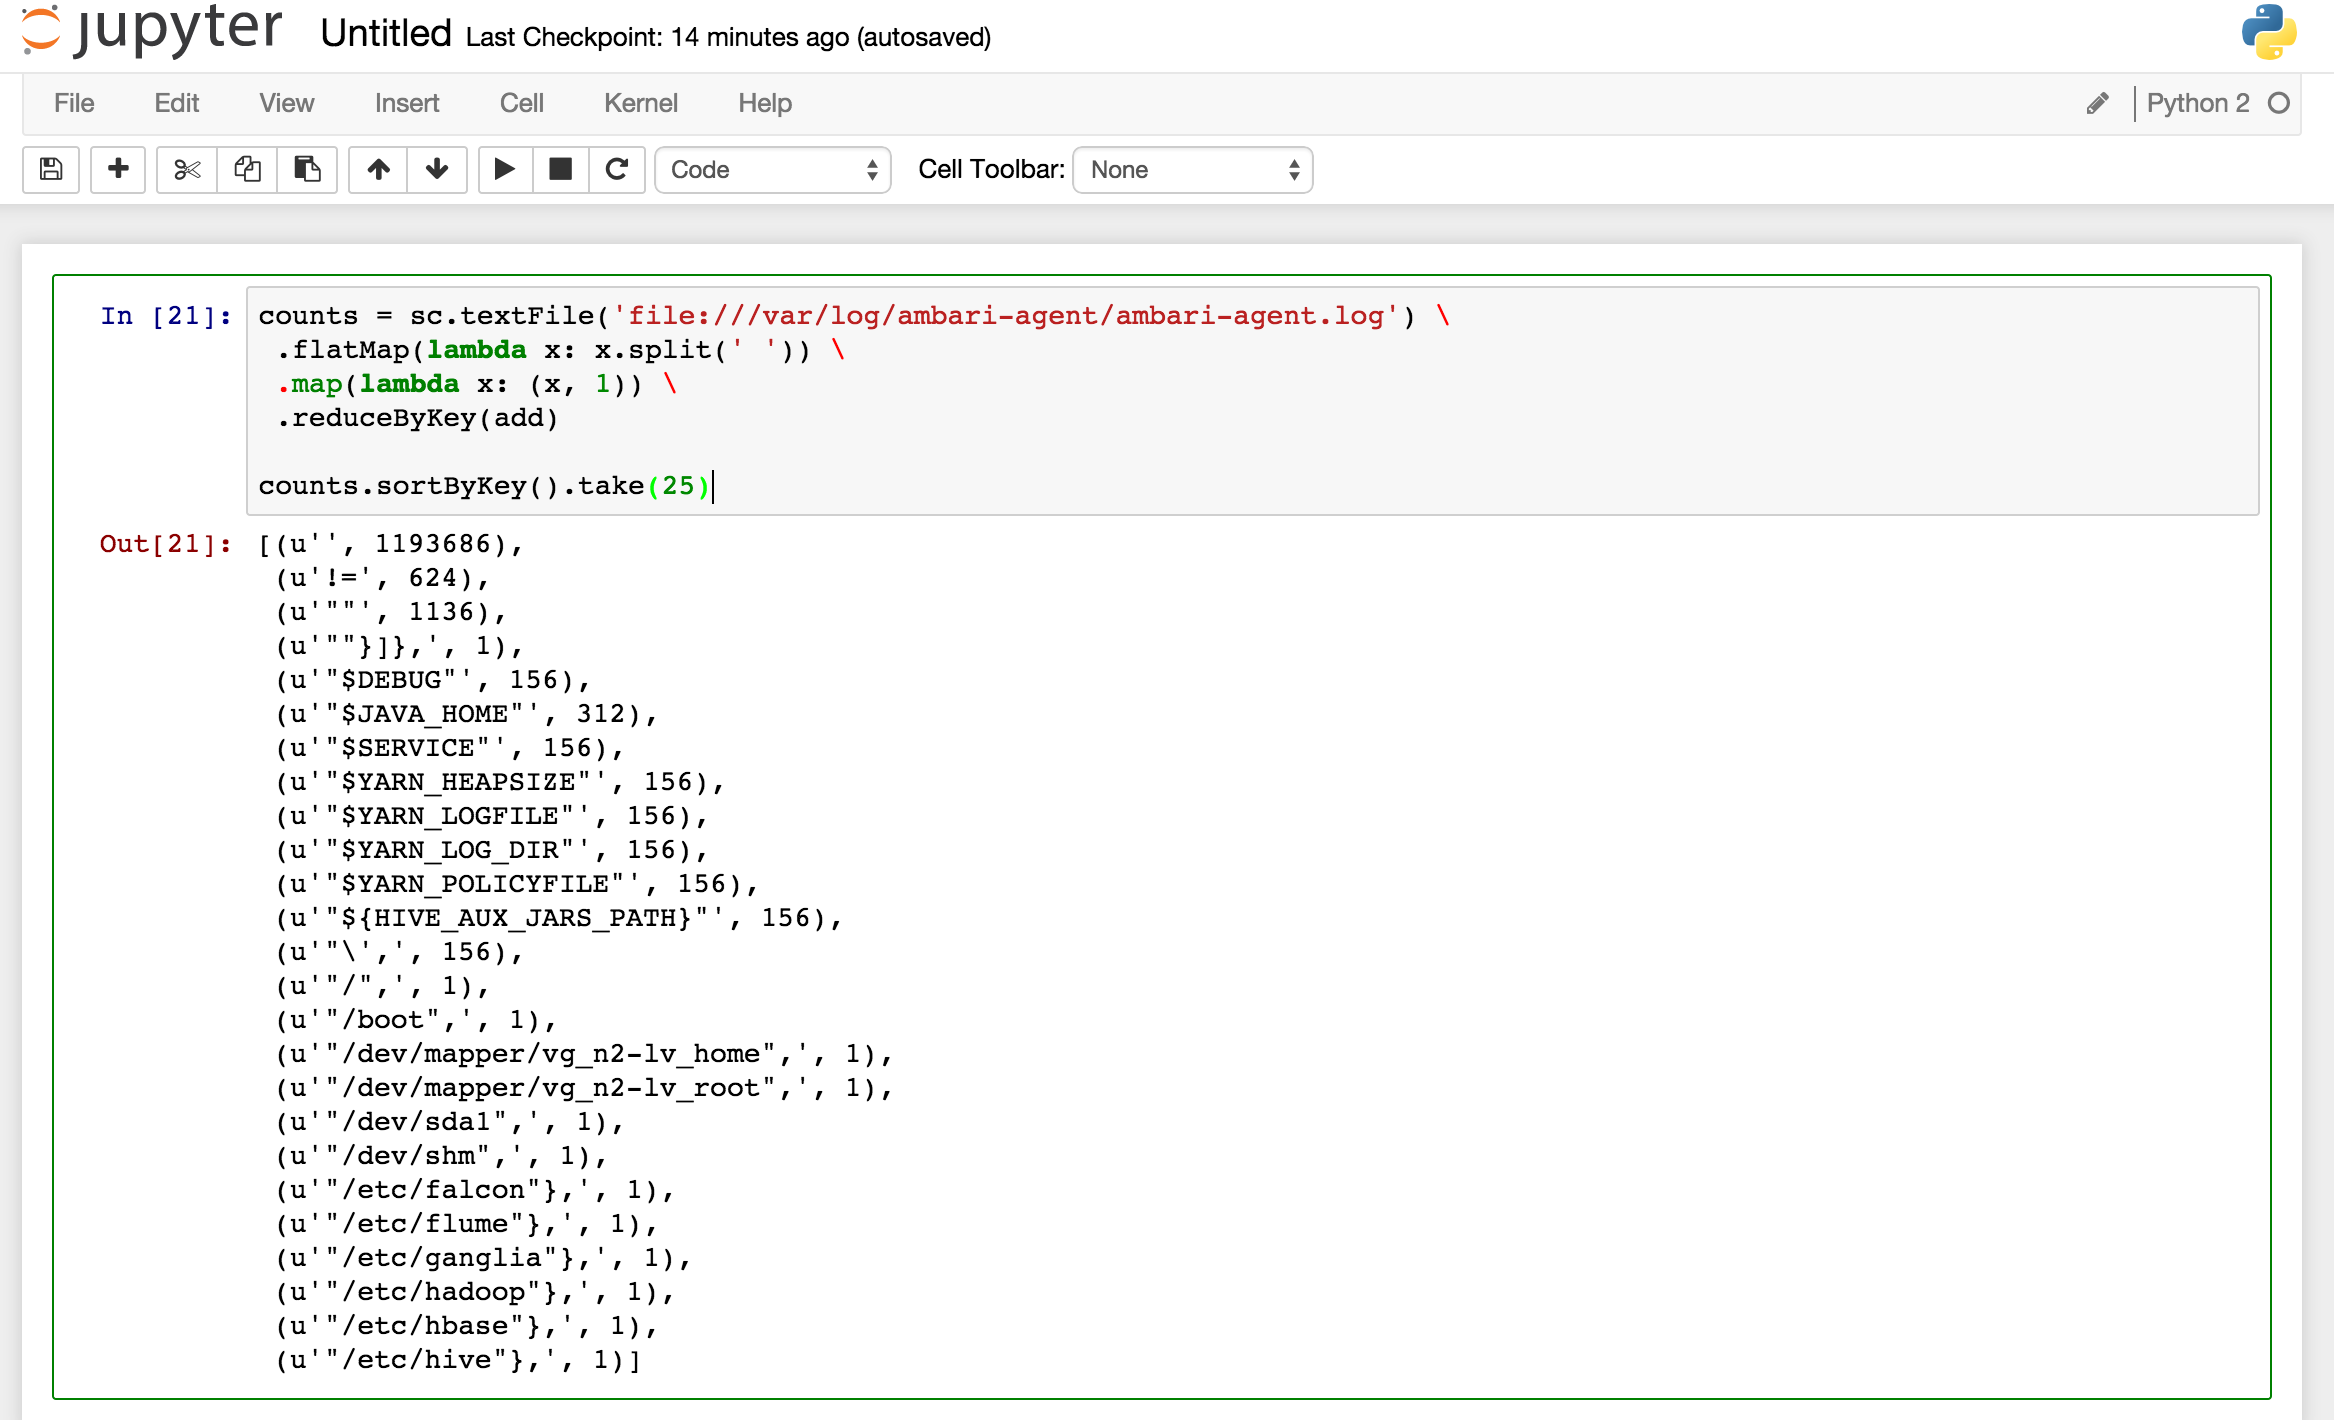 jupyter Untitled Last Checkpoint: 14 minutes ago (autosaved)
File Edit View Insert Cell Kernel Help Python 2
Code Cell Toolbar: None
In [21]: counts = sc.textFile('file:///var/log/ambari-agent/ambari-agent.log') \
.flatMap(lambda x: x.split(' ')) \
.map(lambda x: (x, 1)) \
.reduceByKey(add)
counts.sortByKey().take(25)
Out[21]: [(u'', 1193686),
(u'!=', 624),
(u'""', 1136),
(u'""}]},', 1),
(u'"$DEBUG"', 156),
(u'"$JAVA_HOME"', 312),
(u'"$SERVICE"', 156),
(u'"$YARN_HEAPSIZE"', 156),
(u'"$YARN_LOGFILE"', 156),
(u'"$YARN_LOG_DIR"', 156),
(u'"$YARN_POLICYFILE"', 156),
(u'"${HIVE_AUX_JARS_PATH}"', 156),
(u'"\',', 156),
(u'"/",', 1),
(u'"/boot",', 1),
(u'"/dev/mapper/vg_n2-lv_home",', 1),
(u'"/dev/mapper/vg_n2-lv_root",', 1),
(u'"/dev/sda1",', 1),
(u'"/dev/shm",', 1),
(u'"/etc/falcon"},', 1),
(u'"/etc/flume"},', 1),
(u'"/etc/ganglia"},', 1),
(u'"/etc/hadoop"},', 1),
(u'"/etc/hbase"},', 1),
(u'"/etc/hive"},', 1)]